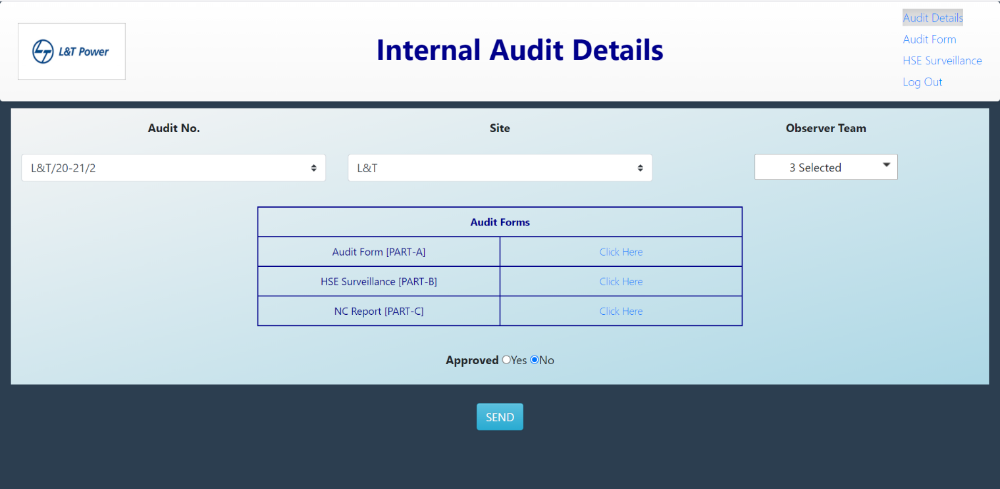 L&T Power
Internal Audit Details
Audit Details
Audit Form
HSE Surveillance
Log Out
Audit No.
Site
Observer Team
L&T/20-21/2
L&T
3 Selected
Audit Forms
Audit Form [PART-A] Click Here
HSE Surveillance [PART-B] Click Here
NC Report [PART-C] Click Here
Approved Yes No
SEND